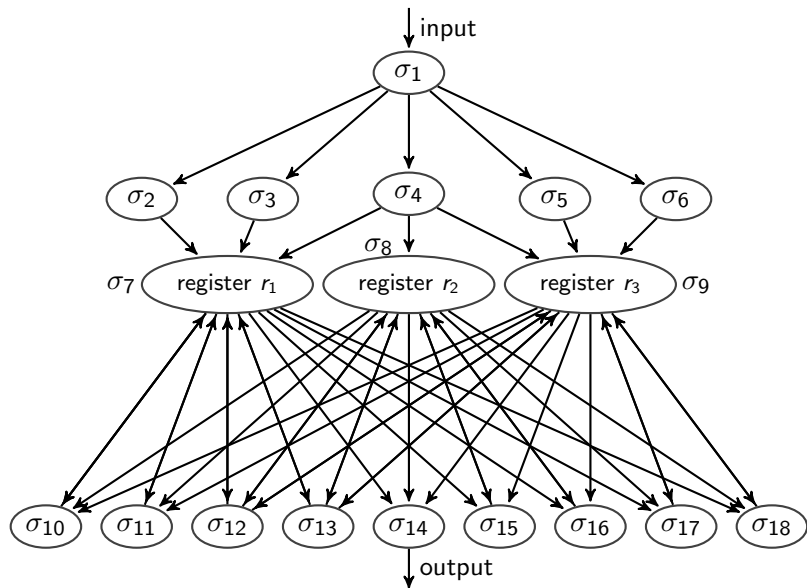 input
σ1
σ2 σ3 σ4 σ5 σ6
σ8
σ7 register r1 register r2 register r3 σ9
σ10 σ11 σ12 σ13 σ14 σ15 σ16 σ17 σ18
output